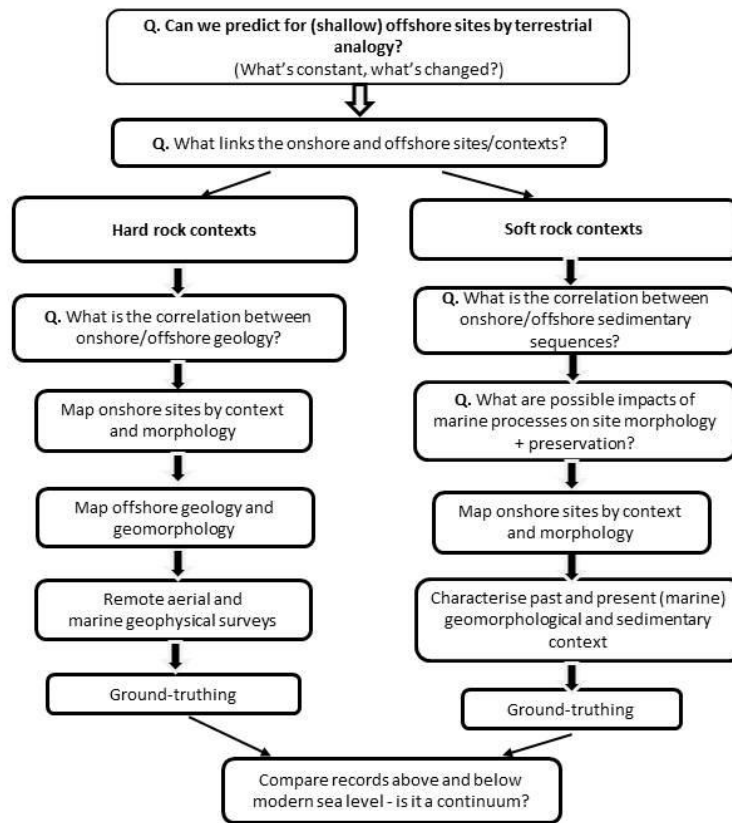 Q. Can we predict for (shallow) offshore sites by terrestrial
analogy?
(What's constant, what's changed?)
Q. What links the onshore and offshore sites/contexts?
Hard rock contexts
Q. What is the correlation between
onshore/offshore geology?
Map onshore sites by context
and morphology
Map offshore geology and
geomorphology
Remote aerial and
marine geophysical surveys
Ground-truthing
Soft rock contexts
Q. What is the correlation between
onshore/offshore sedimentary
sequences?
Q. What are possible impacts of
marine processes on site morphology
+ preservation?
Map onshore sites by context
and morphology
Characterise past and present (marine)
geomorphological and sedimentary
context
Ground-truthing
Compare records above and below
modern sea level - is it a continuum?